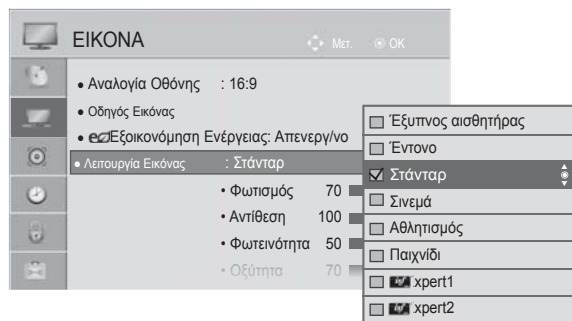 ΕΙΚΟΝΑ
Μετ. OK
• Αναλογία Οθόνης : 16:9
• Οδηγός Εικόνας
• eco Εξοικονόμηση Ενέργειας: Απενεργ/νο
• Λειτουργία Εικόνας : Στάνταρ
• Φωτισμός 70
• Αντίθεση 100
• Φωτεινότητα 50
• Οξύτητα 70
Έξυπνος αισθητήρας
Έντονο
Στάνταρ
Σινεμά
Αθλητισμός
Παιχνίδι
xpert1
xpert2